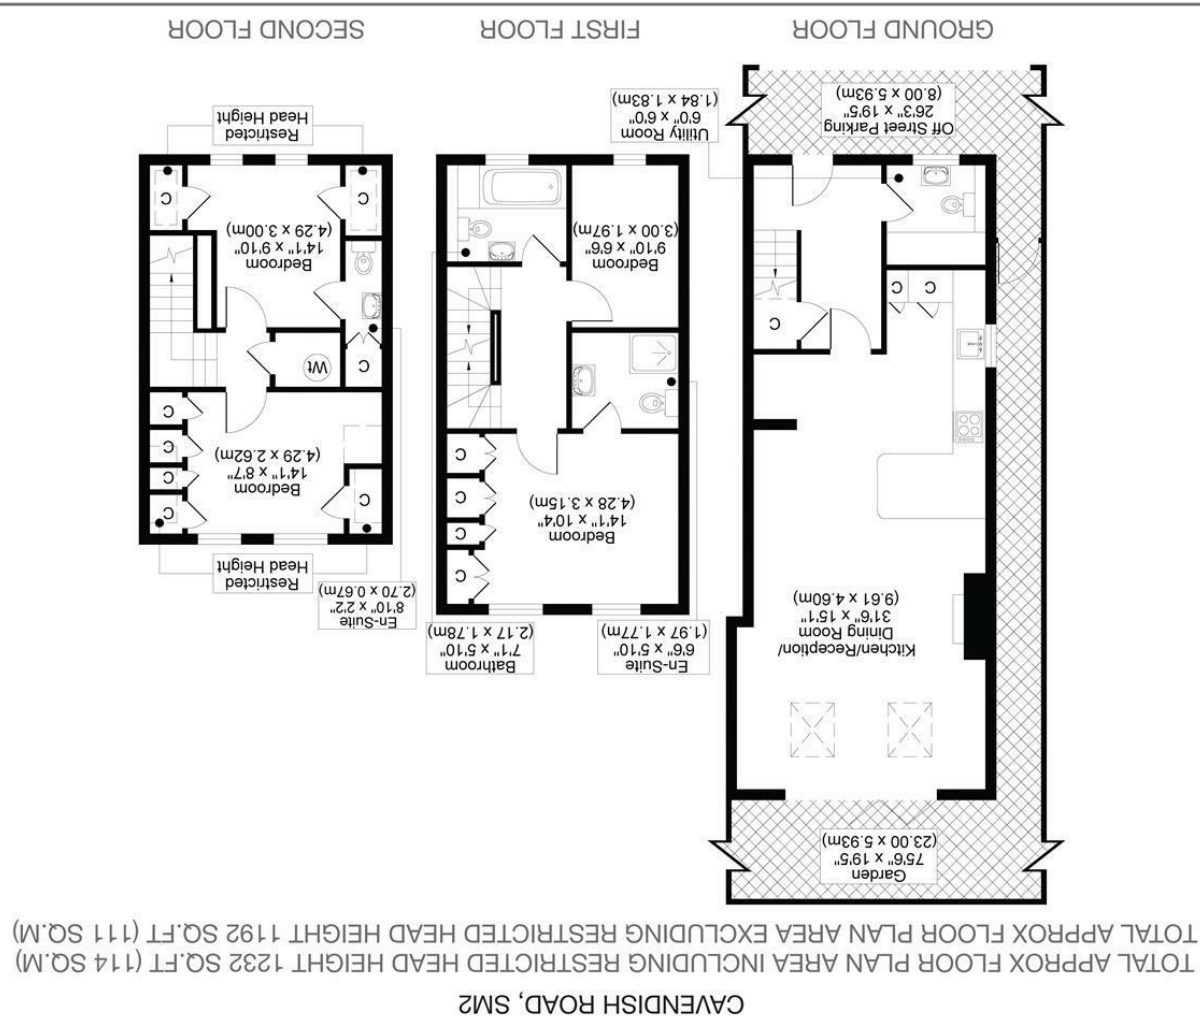 CAVENDISH ROAD, SM2
TOTAL APPROX FLOOR PLAN AREA INCLUDING RESTRICTED HEAD HEIGHT 1232 SQ.FT (114 SQ.M)
TOTAL APPROX FLOOR PLAN AREA EXCLUDING RESTRICTED HEAD HEIGHT 1192 SQ.FT (111 SQ.M)
Garden
75'6" x 19'5"
(23.00 x 5.93m)
Kitchen/Reception/
Dining Room
31'6" x 15'1"
(9.61 x 4.60m)
C
C
C
Utility Room
6'0" x 6'0"
(1.84 x 1.83m)
Off Street Parking
26'3" x 19'5"
(8.00 x 5.93m)
GROUND FLOOR
En-Suite
6'6" x 5'10"
(1.97 x 1.77m)
Bathroom
7'1" x 5'10"
(2.17 x 1.78m)
C
C
C
C
Bedroom
14'1" x 10'4"
(4.28 x 3.15m)
Bedroom
9'10" x 6'6"
(3.00 x 1.97m)
FIRST FLOOR
En-Suite
8'10" x 2'2"
(2.70 x 0.67m)
Restricted
Head Height
C
C
C
C
C
Bedroom
14'1" x 8'7"
(4.29 x 2.62m)
C
Wt
Bedroom
14'1" x 9'10"
(4.29 x 3.00m)
C
C
Restricted
Head Height
SECOND FLOOR